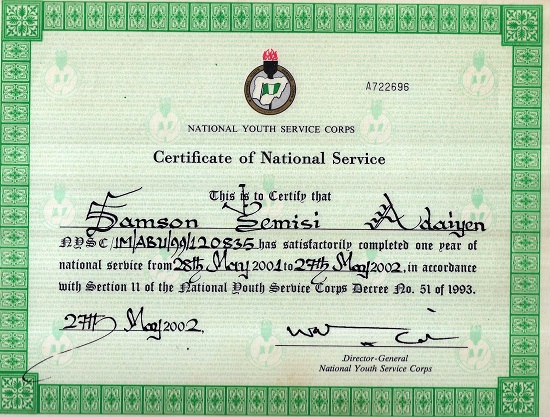 A722696
NATIONAL YOUTH SERVICE CORPS
Certificate of National Service
This is to Certify that
Samson Yemisi Adaiyen
NYSC/IM/ABU/99/120835 has satisfactorily completed one year of
national service from 28th May 2001 to 27th May 2002, in accordance
with Section 11 of the National Youth Service Corps Decree No. 51 of 1993.
27th May 2002.
Director-General
National Youth Service Corps